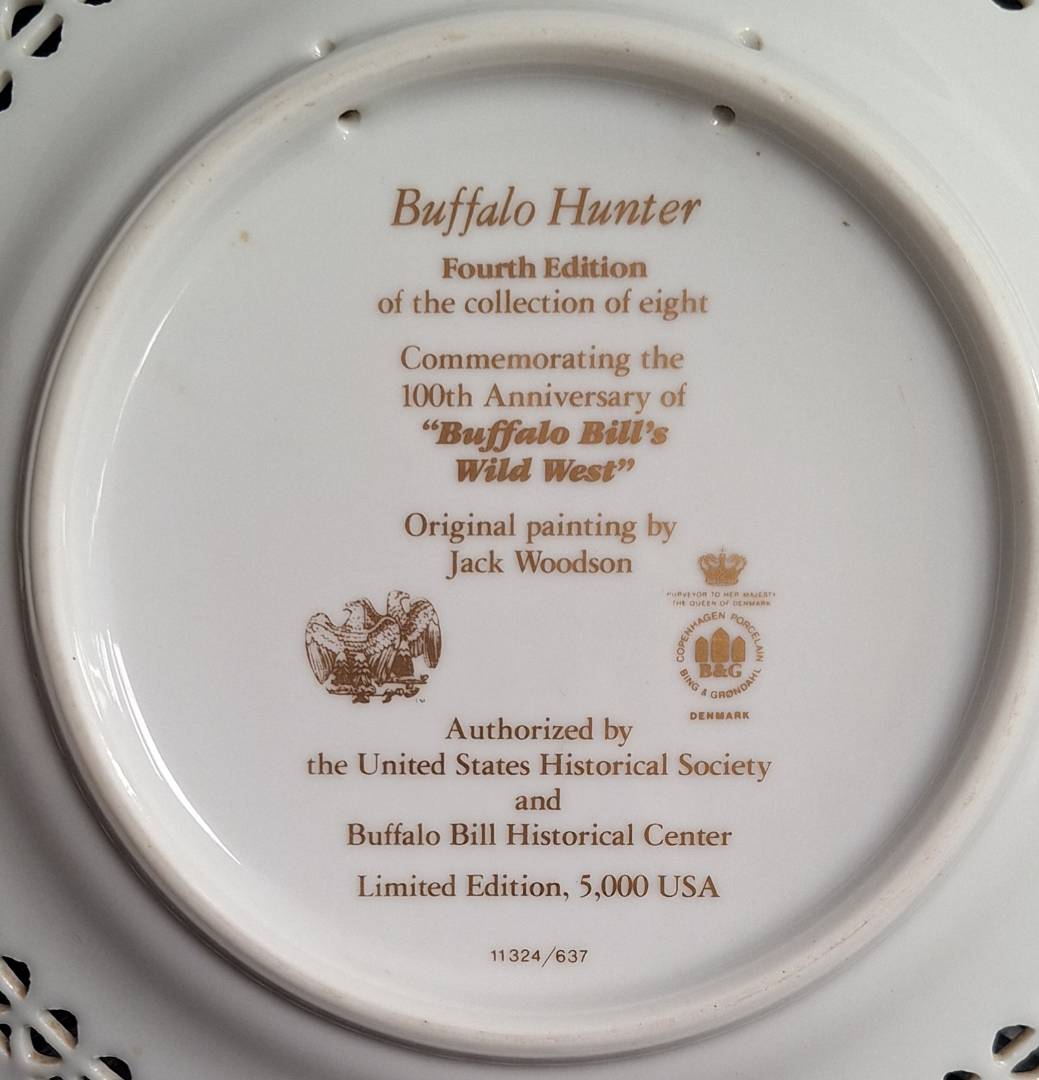 Buffalo Hunter
Fourth Edition
of the collection of eight
Commemorating the
100th Anniversary of
“Buffalo Bill’s
Wild West”
Original painting by
Jack Woodson
PURVEYOR TO HER MAJESTY
THE QUEEN OF DENMARK
COPENHAGEN PORCELAIN
B&G
BING & GRØNDAHL
DENMARK
Authorized by
the United States Historical Society
and
Buffalo Bill Historical Center
Limited Edition, 5,000 USA
11324/637